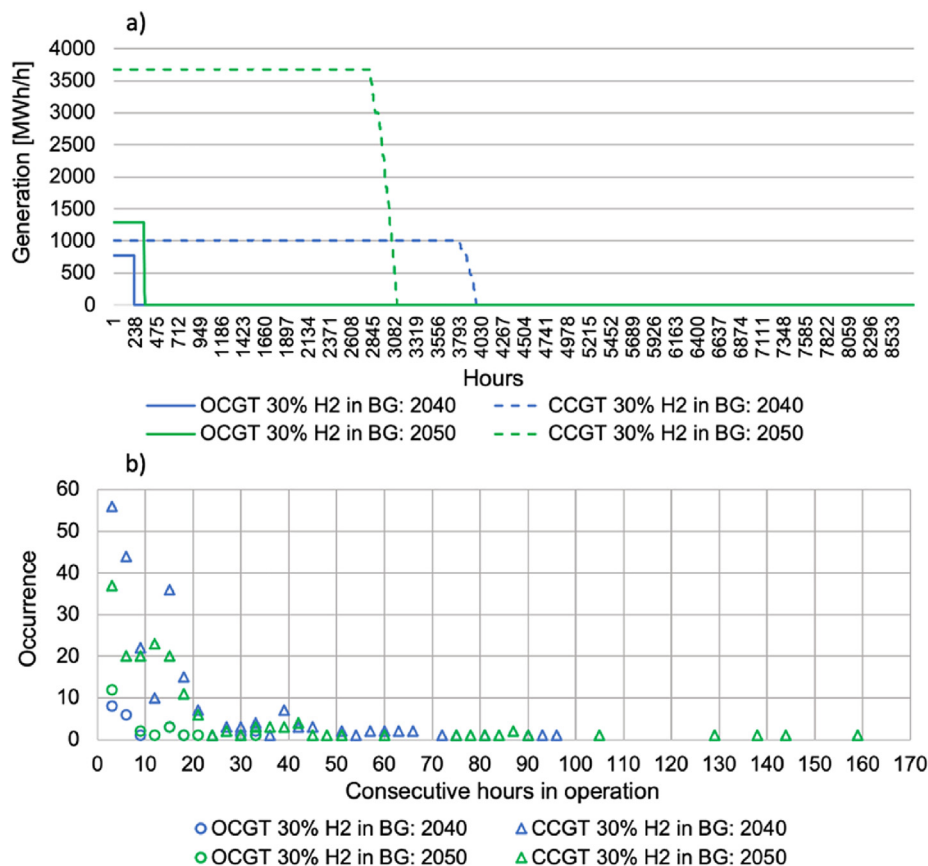 a)
4000
3500
3000
2500
2000
1500
1000
500
0
Generation [MWh/h]
1 238 475 712 949 1186 1423 1660 1897 2134 2371 2608 2845 3082 3319 3556 3793 4030 4267 4504 4741 4978 5215 5452 5689 5926 6163 6400 6637 6874 7111 7348 7585 7822 8059 8296 8533
Hours
OCGT 30% H2 in BG: 2040 CCGT 30% H2 in BG: 2040
OCGT 30% H2 in BG: 2050 CCGT 30% H2 in BG: 2050
b)
60
50
40
30
20
10
0
Occurrence
0 10 20 30 40 50 60 70 80 90 100 110 120 130 140 150 160 170
Consecutive hours in operation
OCGT 30% H2 in BG: 2040 CCGT 30% H2 in BG: 2040
OCGT 30% H2 in BG: 2050 CCGT 30% H2 in BG: 2050